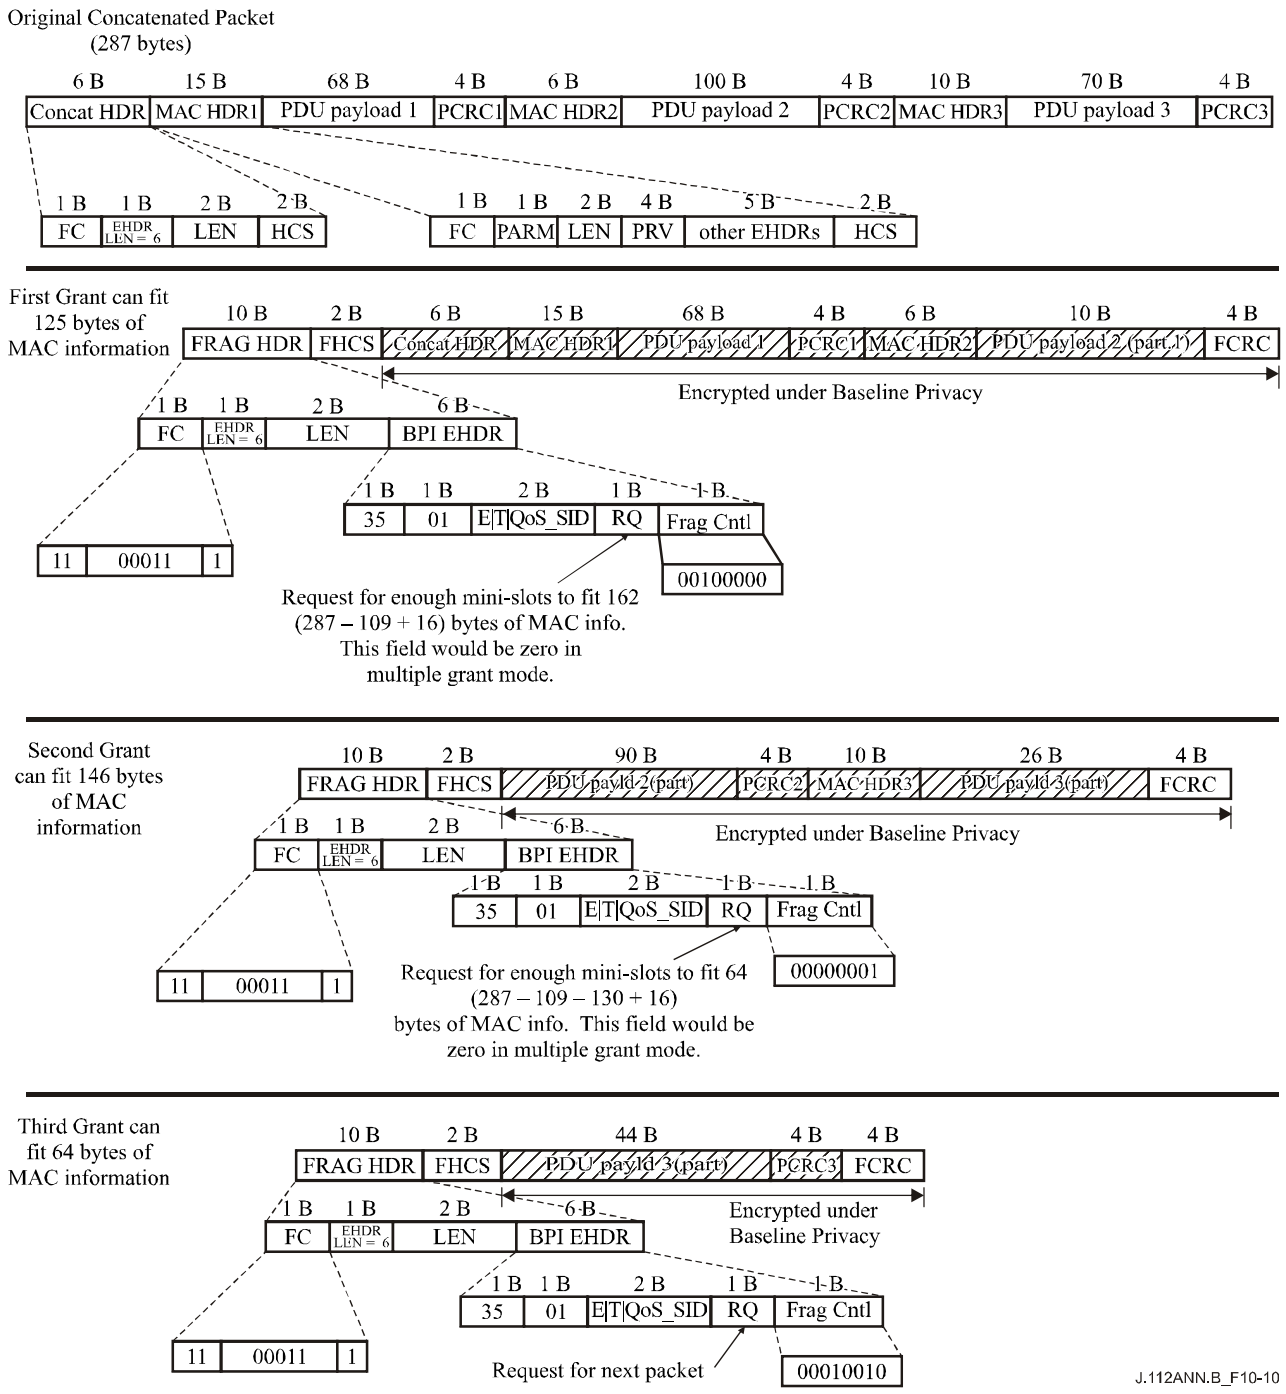 Original Concatenated Packet
(287 bytes)
6 B 15 B 68 B 4 B 6 B 100 B 4 B 10 B 70 B 4 B
Concat HDR MAC HDR1 PDU payload 1 PCRC1 MAC HDR2 PDU payload 2 PCRC2 MAC HDR3 PDU payload 3 PCRC3
1 B 1 B 2 B 2 B 1 B 1 B 2 B 4 B 5 B 2 B
FC EHDR LEN = 6 LEN HCS FC PARM LEN PRV other EHDRs HCS
First Grant can fit
125 bytes of
MAC information
10 B 2 B 6 B 15 B 68 B 4 B 6 B 10 B 4 B
FRAG HDR FHCS Concat HDR MAC HDR1 PDU payload 1 PCRC1 MAC HDR2 PDU payload 2 (part.1) FCRC
Encrypted under Baseline Privacy
1 B 1 B 2 B 6 B
FC EHDR LEN = 6 LEN BPI EHDR
1 B 1 B 2 B 1 B 1 B
35 01 E|T|QoS_SID RQ Frag Cntl
11 00011 1
00100000
Request for enough mini-slots to fit 162
(287 – 109 + 16) bytes of MAC info.
This field would be zero in
multiple grant mode.
Second Grant
can fit 146 bytes
of MAC
information
10 B 2 B 90 B 4 B 10 B 26 B 4 B
FRAG HDR FHCS PDU payld 2(part) PCRC2 MAC HDR3 PDU payld 3(part) FCRC
Encrypted under Baseline Privacy
1 B 1 B 2 B 6 B
FC EHDR LEN = 6 LEN BPI EHDR
1 B 1 B 2 B 1 B 1 B
35 01 E|T|QoS_SID RQ Frag Cntl
11 00011 1
00000001
Request for enough mini-slots to fit 64
(287 – 109 – 130 + 16)
bytes of MAC info. This field would be
zero in multiple grant mode.
Third Grant can
fit 64 bytes of
MAC information
10 B 2 B 44 B 4 B 4 B
FRAG HDR FHCS PDU payld 3(part) PCRC3 FCRC
Encrypted under
Baseline Privacy
1 B 1 B 2 B 6 B
FC EHDR LEN = 6 LEN BPI EHDR
1 B 1 B 2 B 1 B 1 B
35 01 E|T|QoS_SID RQ Frag Cntl
11 00011 1
Request for next packet
00010010
J.112ANN.B_F10-10